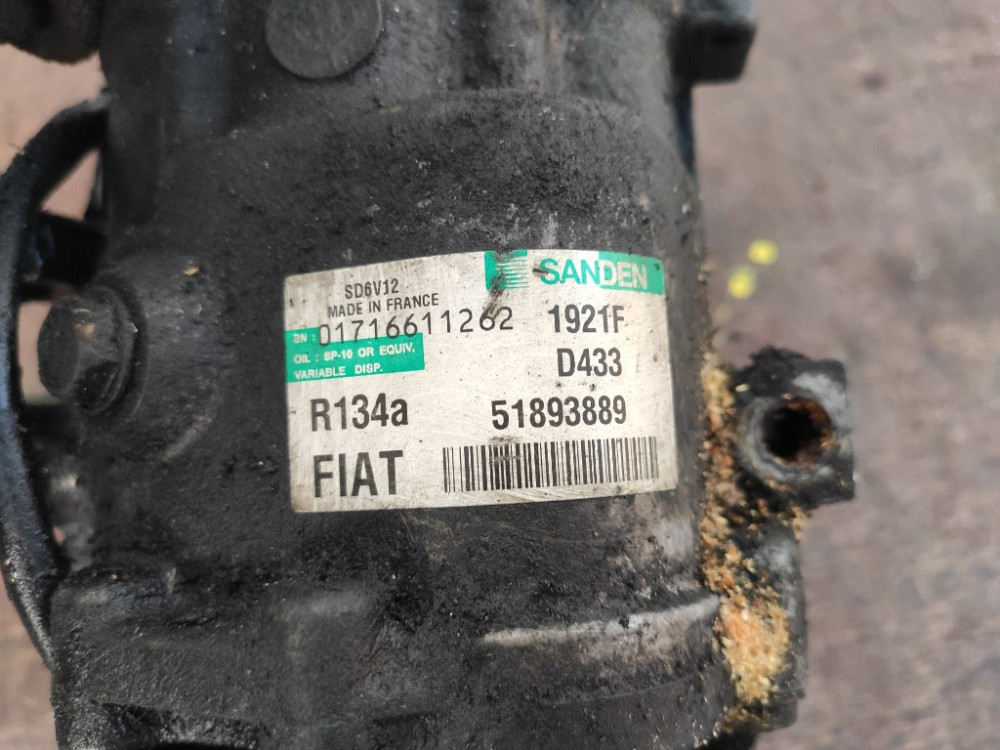 SANDEN
SD6V12
MADE IN FRANCE
SN : 01716611262 1921F
OIL : SP-10 OR EQUIV.
VARIABLE DISP.
D433
R134a 51893889
FIAT